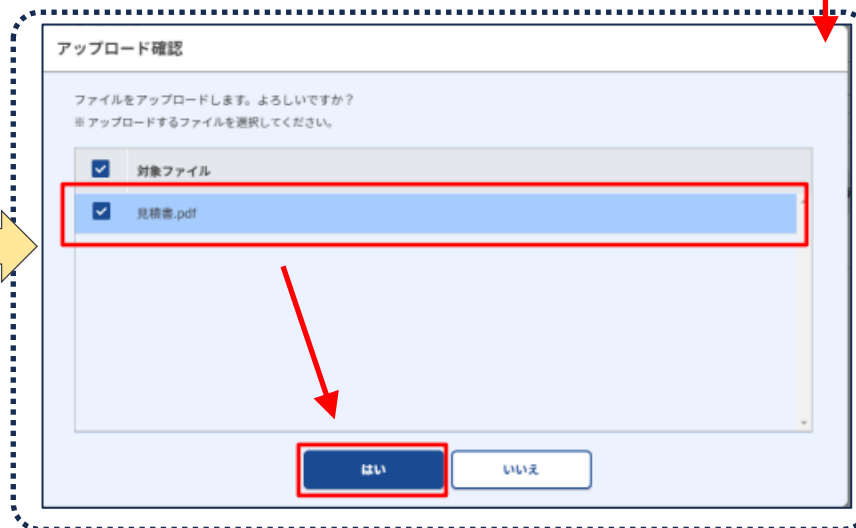 アップロード確認
ファイルをアップロードします。よろしいですか？
※アップロードするファイルを選択してください。
対象ファイル
見積書.pdf
はい
いいえ